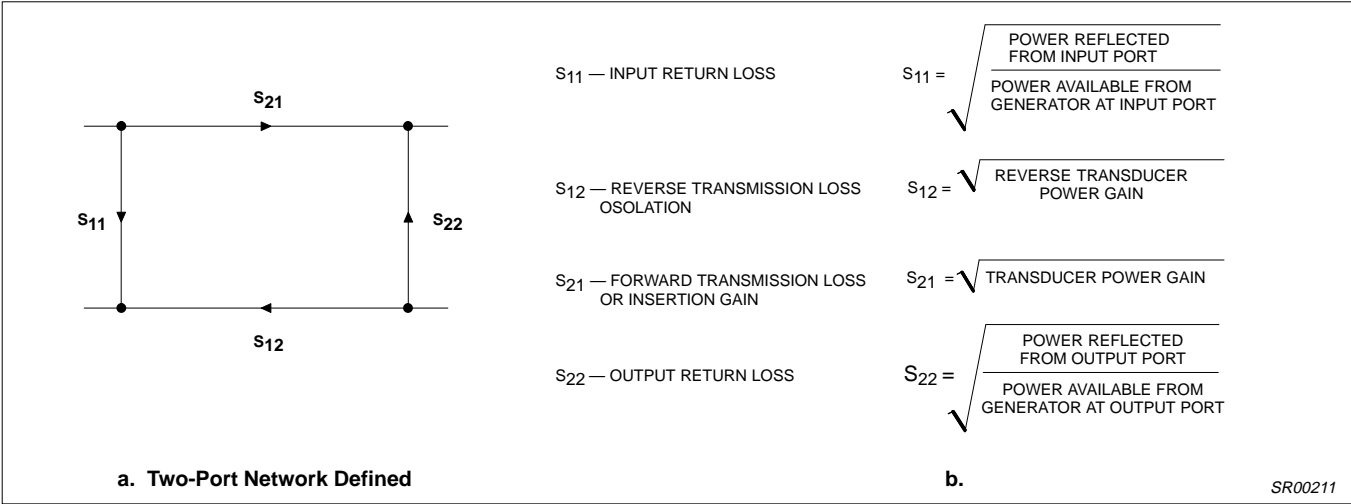 S21
S11
S22
S12
a. Two-Port Network Defined
S11 — INPUT RETURN LOSS
S12 — REVERSE TRANSMISSION LOSS
OSOLATION
S21 — FORWARD TRANSMISSION LOSS
OR INSERTION GAIN
S22 — OUTPUT RETURN LOSS
S11 = √
POWER REFLECTED
FROM INPUT PORT
POWER AVAILABLE FROM
GENERATOR AT INPUT PORT
S12 = √
REVERSE TRANSDUCER
POWER GAIN
S21 = √ TRANSDUCER POWER GAIN
S22 = √
POWER REFLECTED
FROM OUTPUT PORT
POWER AVAILABLE FROM
GENERATOR AT OUTPUT PORT
b.
SR00211